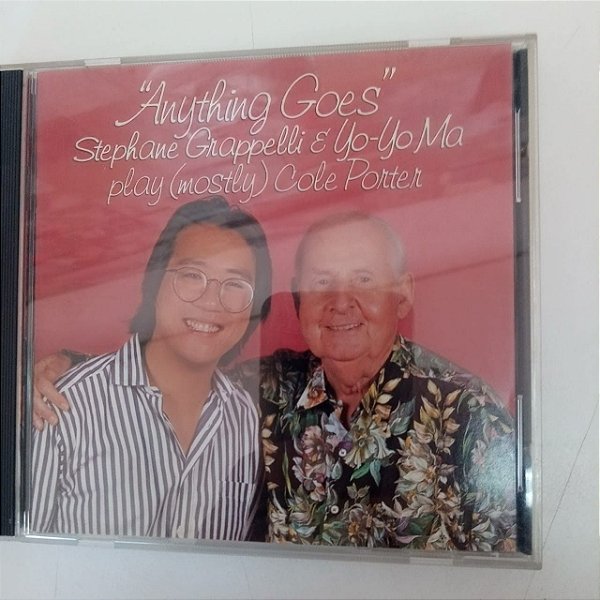 "Anything Goes"
Stephane Grappelli & Yo-Yo Ma
play (mostly) Cole Porter